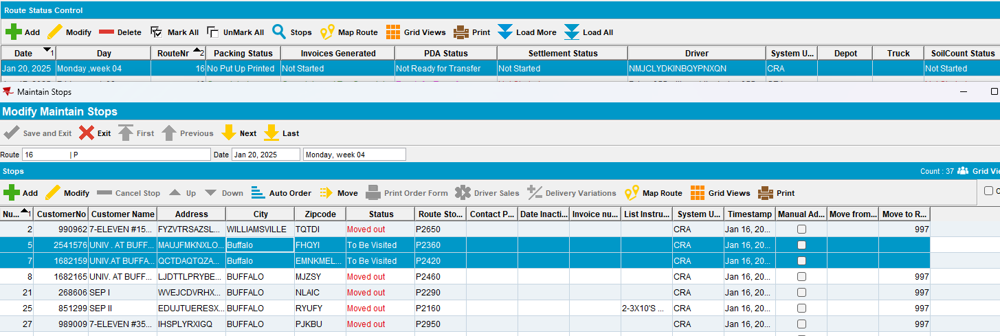 Route Status Control
Add Modify Delete Mark All UnMark All Stops Map Route Grid Views Print Load More Load All
Date 1 Day RouteNr 2 Packing Status Invoices Generated PDA Status Settlement Status Driver System U... Depot Truck SoilCount Status
Jan 20, 2025 Monday ,week 04 16 No Put Up Printed Not Started Not Ready for Transfer Not Started NMJCLYDKINBQYPNXQN CRA Not Started
Maintain Stops
Modify Maintain Stops
Save and Exit Exit First Previous Next Last
Route 16 | P Date Jan 20, 2025 Monday, week 04
Stops Count : 37 Grid Vie
Add Modify Cancel Stop Up Down Auto Order Move Print Order Form Driver Sales Delivery Variations Map Route Grid Views Print
Nu... 1 CustomerNo Customer Name Address City Zipcode Status Route Sto... Contact P... Date Inacti... Invoice nu... List Instru... System U... Timestamp Manual Ad... Move from... Move to R...
2 990962 7-ELEVEN #15... FYZVTRSAZSL... WILLIAMSVILLE TQTDI Moved out P2650 CRA Jan 16, 20... 997
5 2541576 UNIV . AT BUFF... MAUJFMKNXLO... Buffalo FHQYI To Be Visited P2360 CRA Jan 16, 20...
7 1682159 UNIV.AT BUFFA... QCTDAQTQZA... Buffalo EMNKMEL... To Be Visited P2420 CRA Jan 16, 20...
8 1682165 UNIV. AT BUFF... LJDTTLPRYBE... BUFFALO MJZSY Moved out P2460 CRA Jan 16, 20... 997
21 268606 SEP I WVEJCDVRHX... BUFFALO NLAIC Moved out P2290 CRA Jan 16, 20... 997
25 851299 SEP II EDUJTUERESX... BUFFALO RYUFY Moved out P2160 2-3X10'S ... CRA Jan 16, 20... 997
27 989009 7-ELEVEN #35... IHSPLYRXIGQ BUFFALO PJKBU Moved out P2950 CRA Jan 16, 20... 997